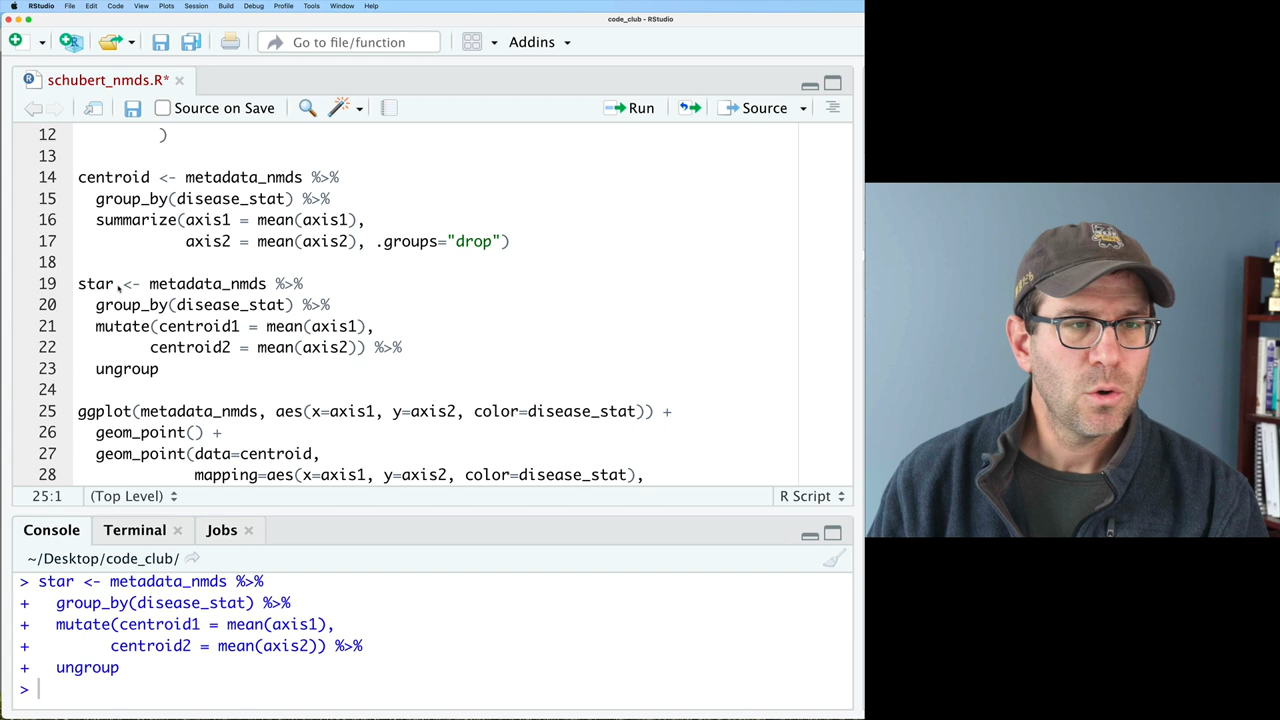 RStudio File Edit Code View Plots Session Build Debug Profile Tools Window Help
code_club - RStudio
Go to file/function Addins
schubert_nmds.R*
Source on Save Run Source
12 )
13
14 centroid <- metadata_nmds %>%
15 group_by(disease_stat) %>%
16 summarize(axis1 = mean(axis1),
17 axis2 = mean(axis2), .groups="drop")
18
19 star <- metadata_nmds %>%
20 group_by(disease_stat) %>%
21 mutate(centroid1 = mean(axis1),
22 centroid2 = mean(axis2)) %>%
23 ungroup
24
25 ggplot(metadata_nmds, aes(x=axis1, y=axis2, color=disease_stat)) +
26 geom_point() +
27 geom_point(data=centroid,
28 mapping=aes(x=axis1, y=axis2, color=disease_stat),
25:1 (Top Level) R Script
Console Terminal Jobs
~/Desktop/code_club/
> star <- metadata_nmds %>%
+ group_by(disease_stat) %>%
+ mutate(centroid1 = mean(axis1),
+ centroid2 = mean(axis2)) %>%
+ ungroup
>